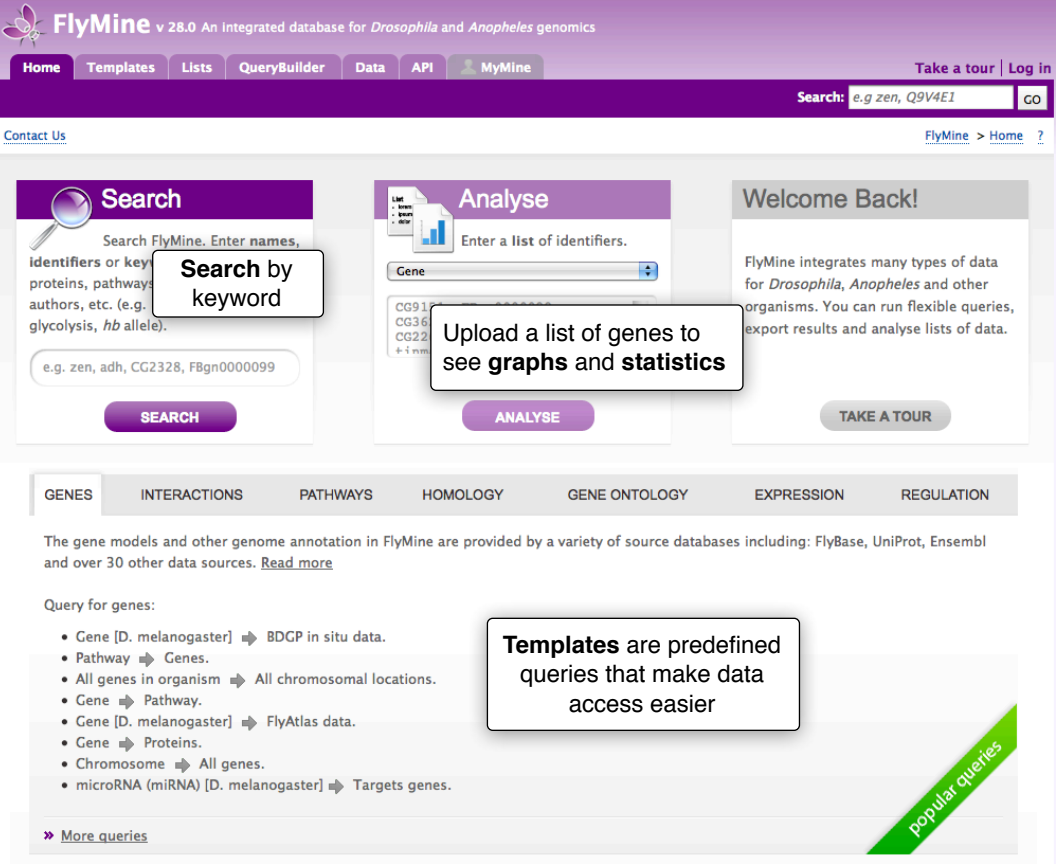 FlyMine v 28.0 An integrated database for Drosophila and Anopheles genomics
Home Templates Lists QueryBuilder Data API MyMine
Take a tour | Log in
Search: e.g zen, Q9V4E1 GO
Contact Us
FlyMine > Home ?
Search
Search FlyMine. Enter names,
identifiers or
proteins,
authors, etc. (e.g.
glycolysis, hb allele).
Search by
keyword
e.g. zen, adh, CG2328, FBgn0000099
SEARCH
List
lorem
ipsum
dolor
Analyse
Enter a list of identifiers.
Gene
Upload a list of genes to
see graphs and statistics
ANALYSE
Welcome Back!
FlyMine integrates many types of data
for Drosophila, Anopheles and other
organisms. You can run flexible queries,
export results and analyse lists of data.
TAKE A TOUR
GENES INTERACTIONS PATHWAYS HOMOLOGY GENE ONTOLOGY EXPRESSION REGULATION
The gene models and other genome annotation in FlyMine are provided by a variety of source databases including: FlyBase, UniProt, Ensembl
and over 30 other data sources. Read more
Query for genes:
• Gene [D. melanogaster] ➡ BDGP in situ data.
• Pathway ➡ Genes.
• All genes in organism ➡ All chromosomal locations.
• Gene ➡ Pathway.
• Gene [D. melanogaster] ➡ FlyAtlas data.
• Gene ➡ Proteins.
• Chromosome ➡ All genes.
• microRNA (miRNA) [D. melanogaster] ➡ Targets genes.
Templates are predefined
queries that make data
access easier
popular queries
» More queries